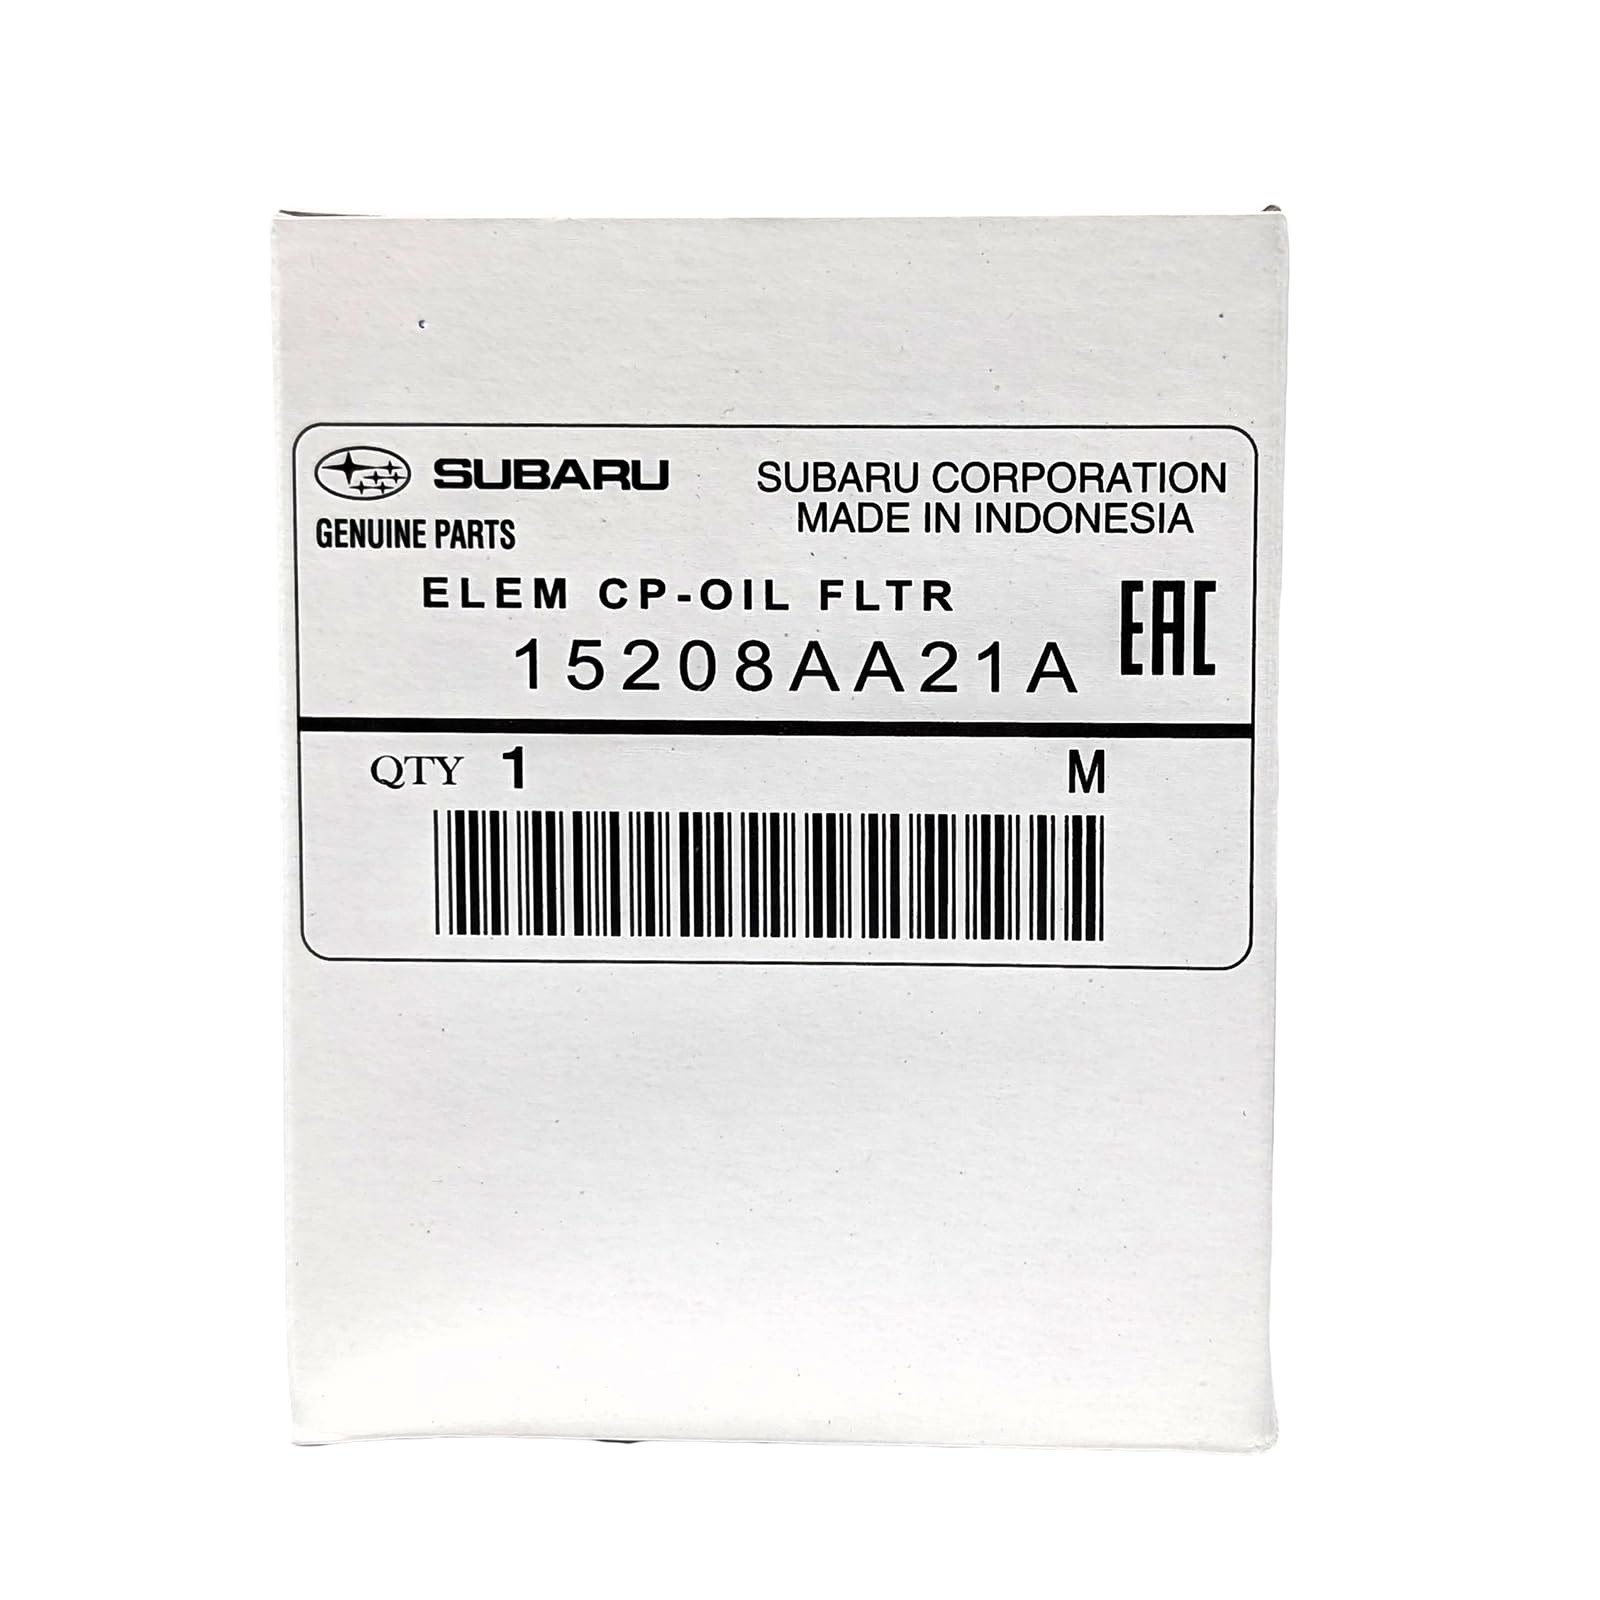 SUBARU
GENUINE PARTS
SUBARU CORPORATION
MADE IN INDONESIA
ELEM CP-OIL FLTR
15208AA21A
EAC
QTY 1
M